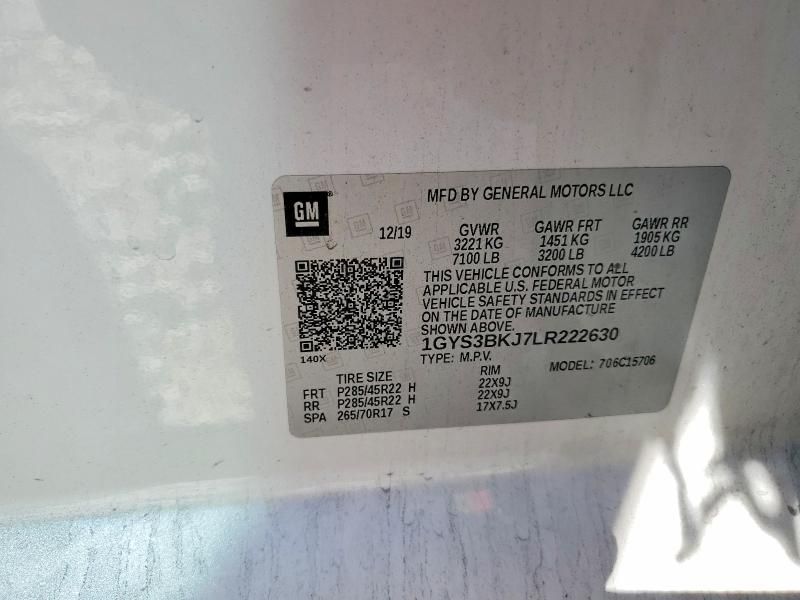 MFD BY GENERAL MOTORS LLC
GM
12/19 GVWR GAWR FRT GAWR RR
3221 KG 1451 KG 1905 KG
7100 LB 3200 LB 4200 LB
THIS VEHICLE CONFORMS TO ALL
APPLICABLE U.S. FEDERAL MOTOR
VEHICLE SAFETY STANDARDS IN EFFECT
ON THE DATE OF MANUFACTURE
SHOWN ABOVE.
1GYS3BKJ7LR222630
140X
TYPE: M.P.V. MODEL: 706C15706
TIRE SIZE RIM
FRT P285/45R22 H 22X9J
RR P285/45R22 H 22X9J
SPA 265/70R17 S 17X7.5J